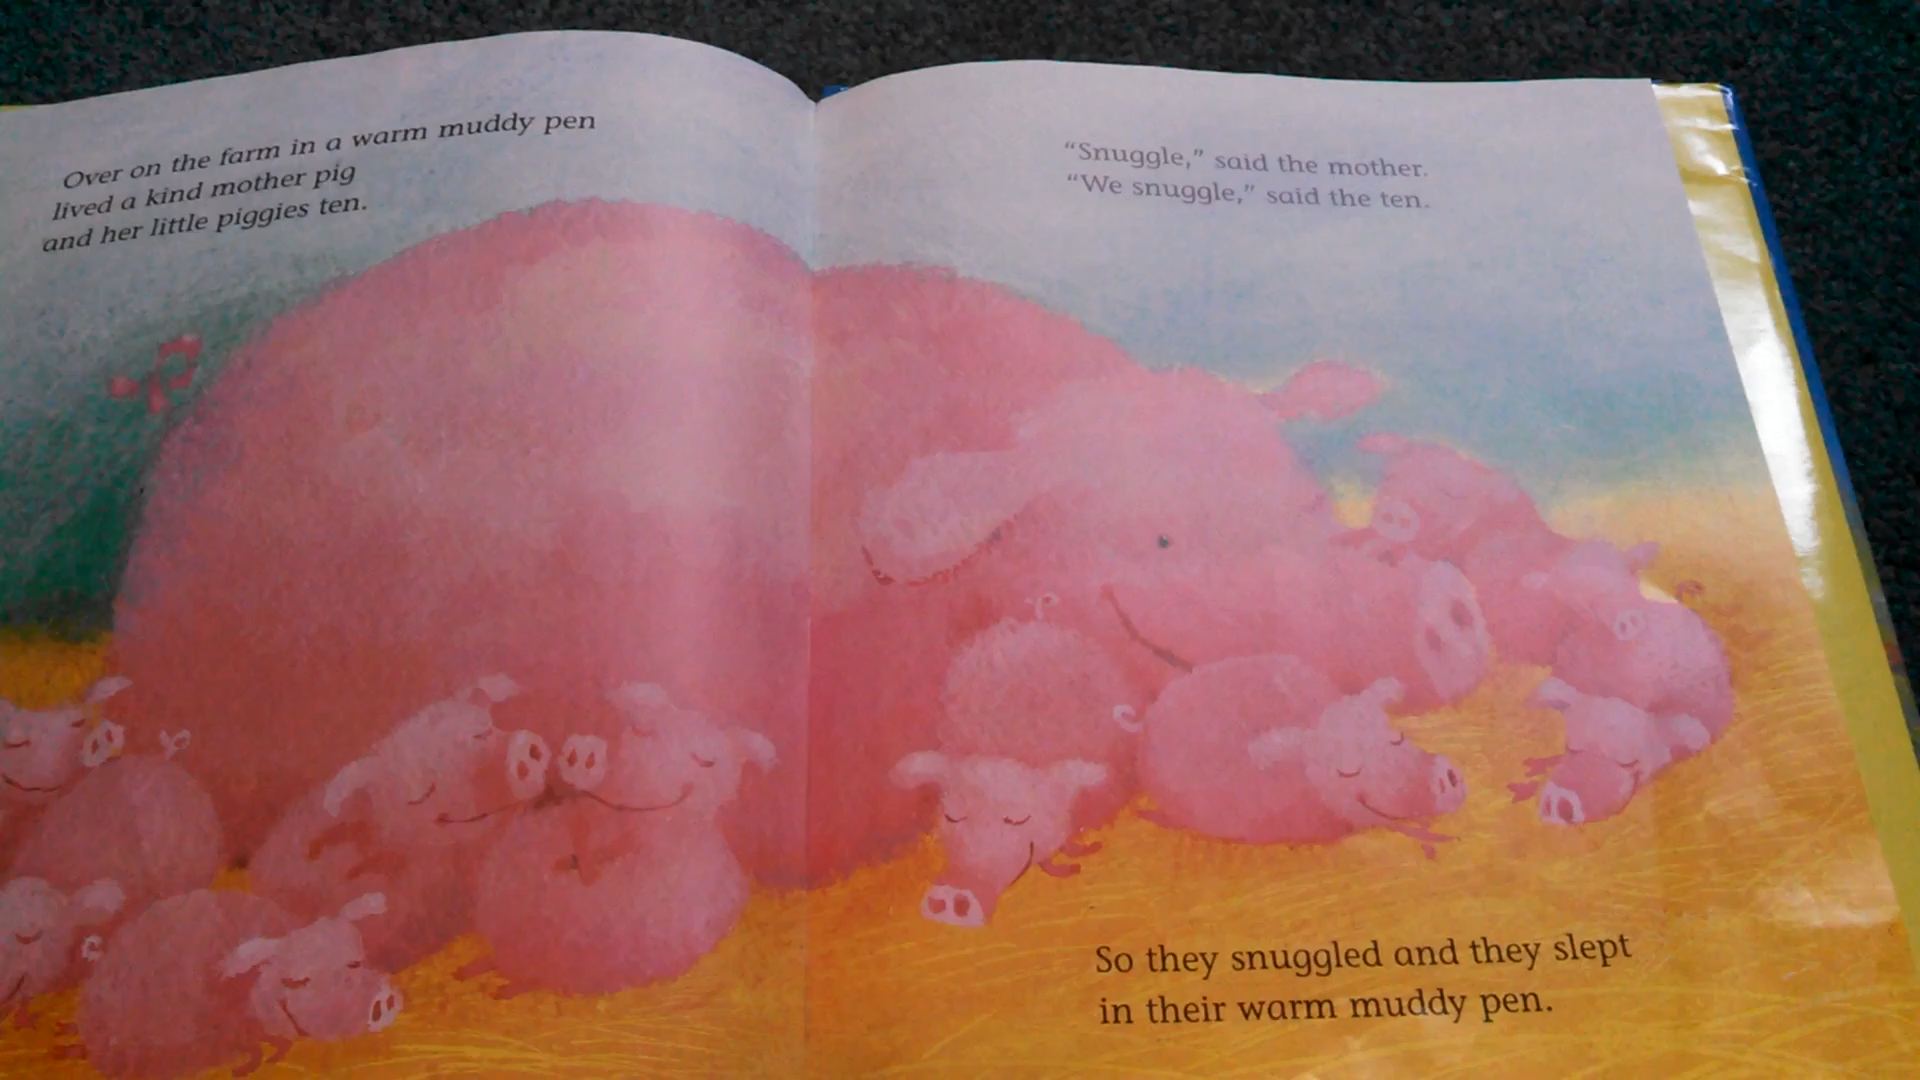 Over on the farm in a warm muddy pen
lived a kind mother pig
and her little piggies ten.
“Snuggle,” said the mother.
“We snuggle,” said the ten.
So they snuggled and they slept
in their warm muddy pen.